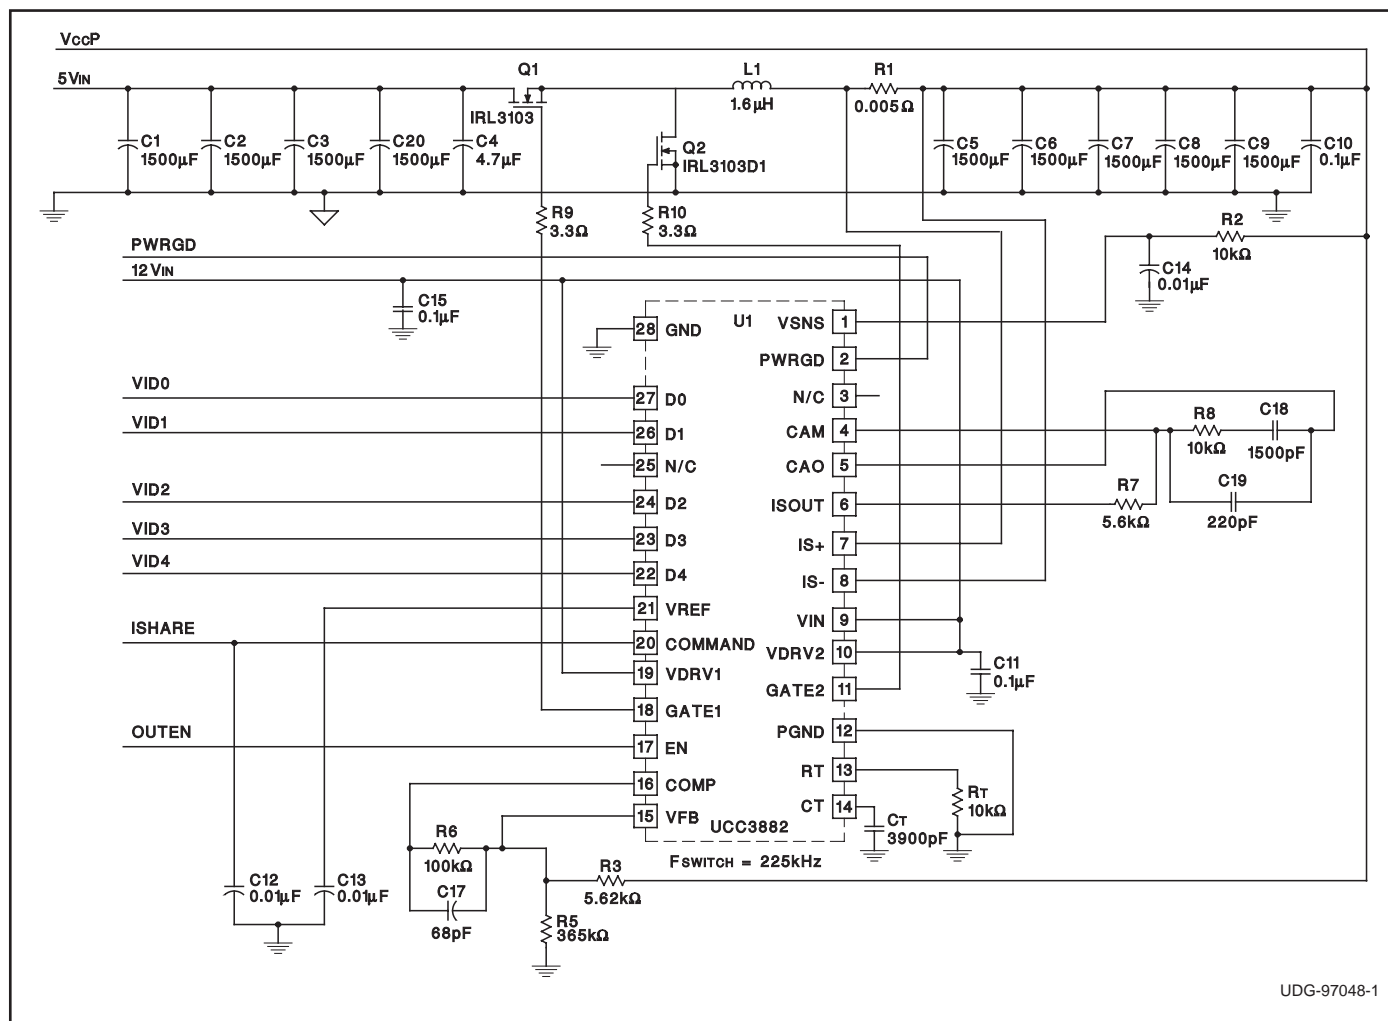 VccP
5VIN
Q1
IRL3103
L1
1.6µH
R1
0.005Ω
C1
1500µF
C2
1500µF
C3
1500µF
C20
1500µF
C4
4.7µF
Q2
IRL3103D1
C5
1500µF
C6
1500µF
C7
1500µF
C8
1500µF
C9
1500µF
C10
0.1µF
R9
3.3Ω
R10
3.3Ω
R2
10kΩ
PWRGD
12VIN
C14
0.01µF
C15
0.1µF
U1
28 GND
VSNS 1
PWRGD 2
VID0
27 D0
N/C 3
VID1
26 D1
CAM 4
R8
10kΩ
C18
1500pF
25 N/C
CAO 5
C19
220pF
VID2
24 D2
ISOUT 6
R7
5.6kΩ
VID3
23 D3
IS+ 7
VID4
22 D4
IS- 8
21 VREF
VIN 9
ISHARE
20 COMMAND
VDRV2 10
C11
0.1µF
19 VDRV1
GATE2 11
18 GATE1
OUTEN
17 EN
PGND 12
16 COMP
RT 13
RT
10kΩ
15 VFB
CT 14
CT
3900pF
UCC3882
FSWITCH = 225kHz
R6
100kΩ
C17
68pF
R3
5.62kΩ
C12
0.01µF
C13
0.01µF
R5
365kΩ
UDG-97048-1